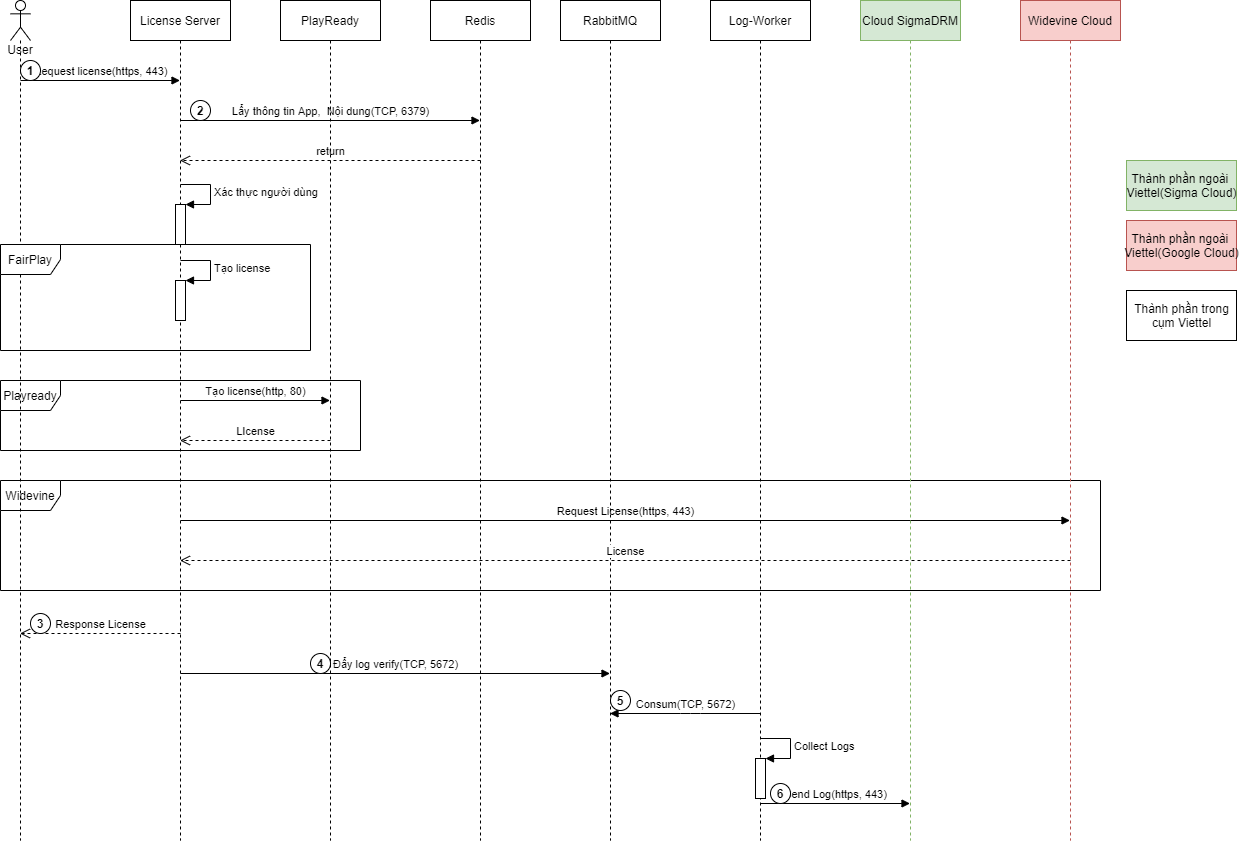 License Server
PlayReady
Redis
RabbitMQ
Log-Worker
Cloud SigmaDRM
Widevine Cloud
User
1
equest license(https, 443)
2
Lấy thông tin App, Nội dung(TCP, 6379)
return
Xác thực người dùng
Thành phần ngoài
Viettel(Sigma Cloud)
Thành phần ngoài
Viettel(Google Cloud)
Thành phần trong
cụm Viettel
FairPlay
Tạo license
Playready
Tạo license(http, 80)
LIcense
Widevine
Request License(https, 443)
License
3
Response License
4
Đẩy log verify(TCP, 5672)
5
Consum(TCP, 5672)
Collect Logs
6
end Log(https, 443)